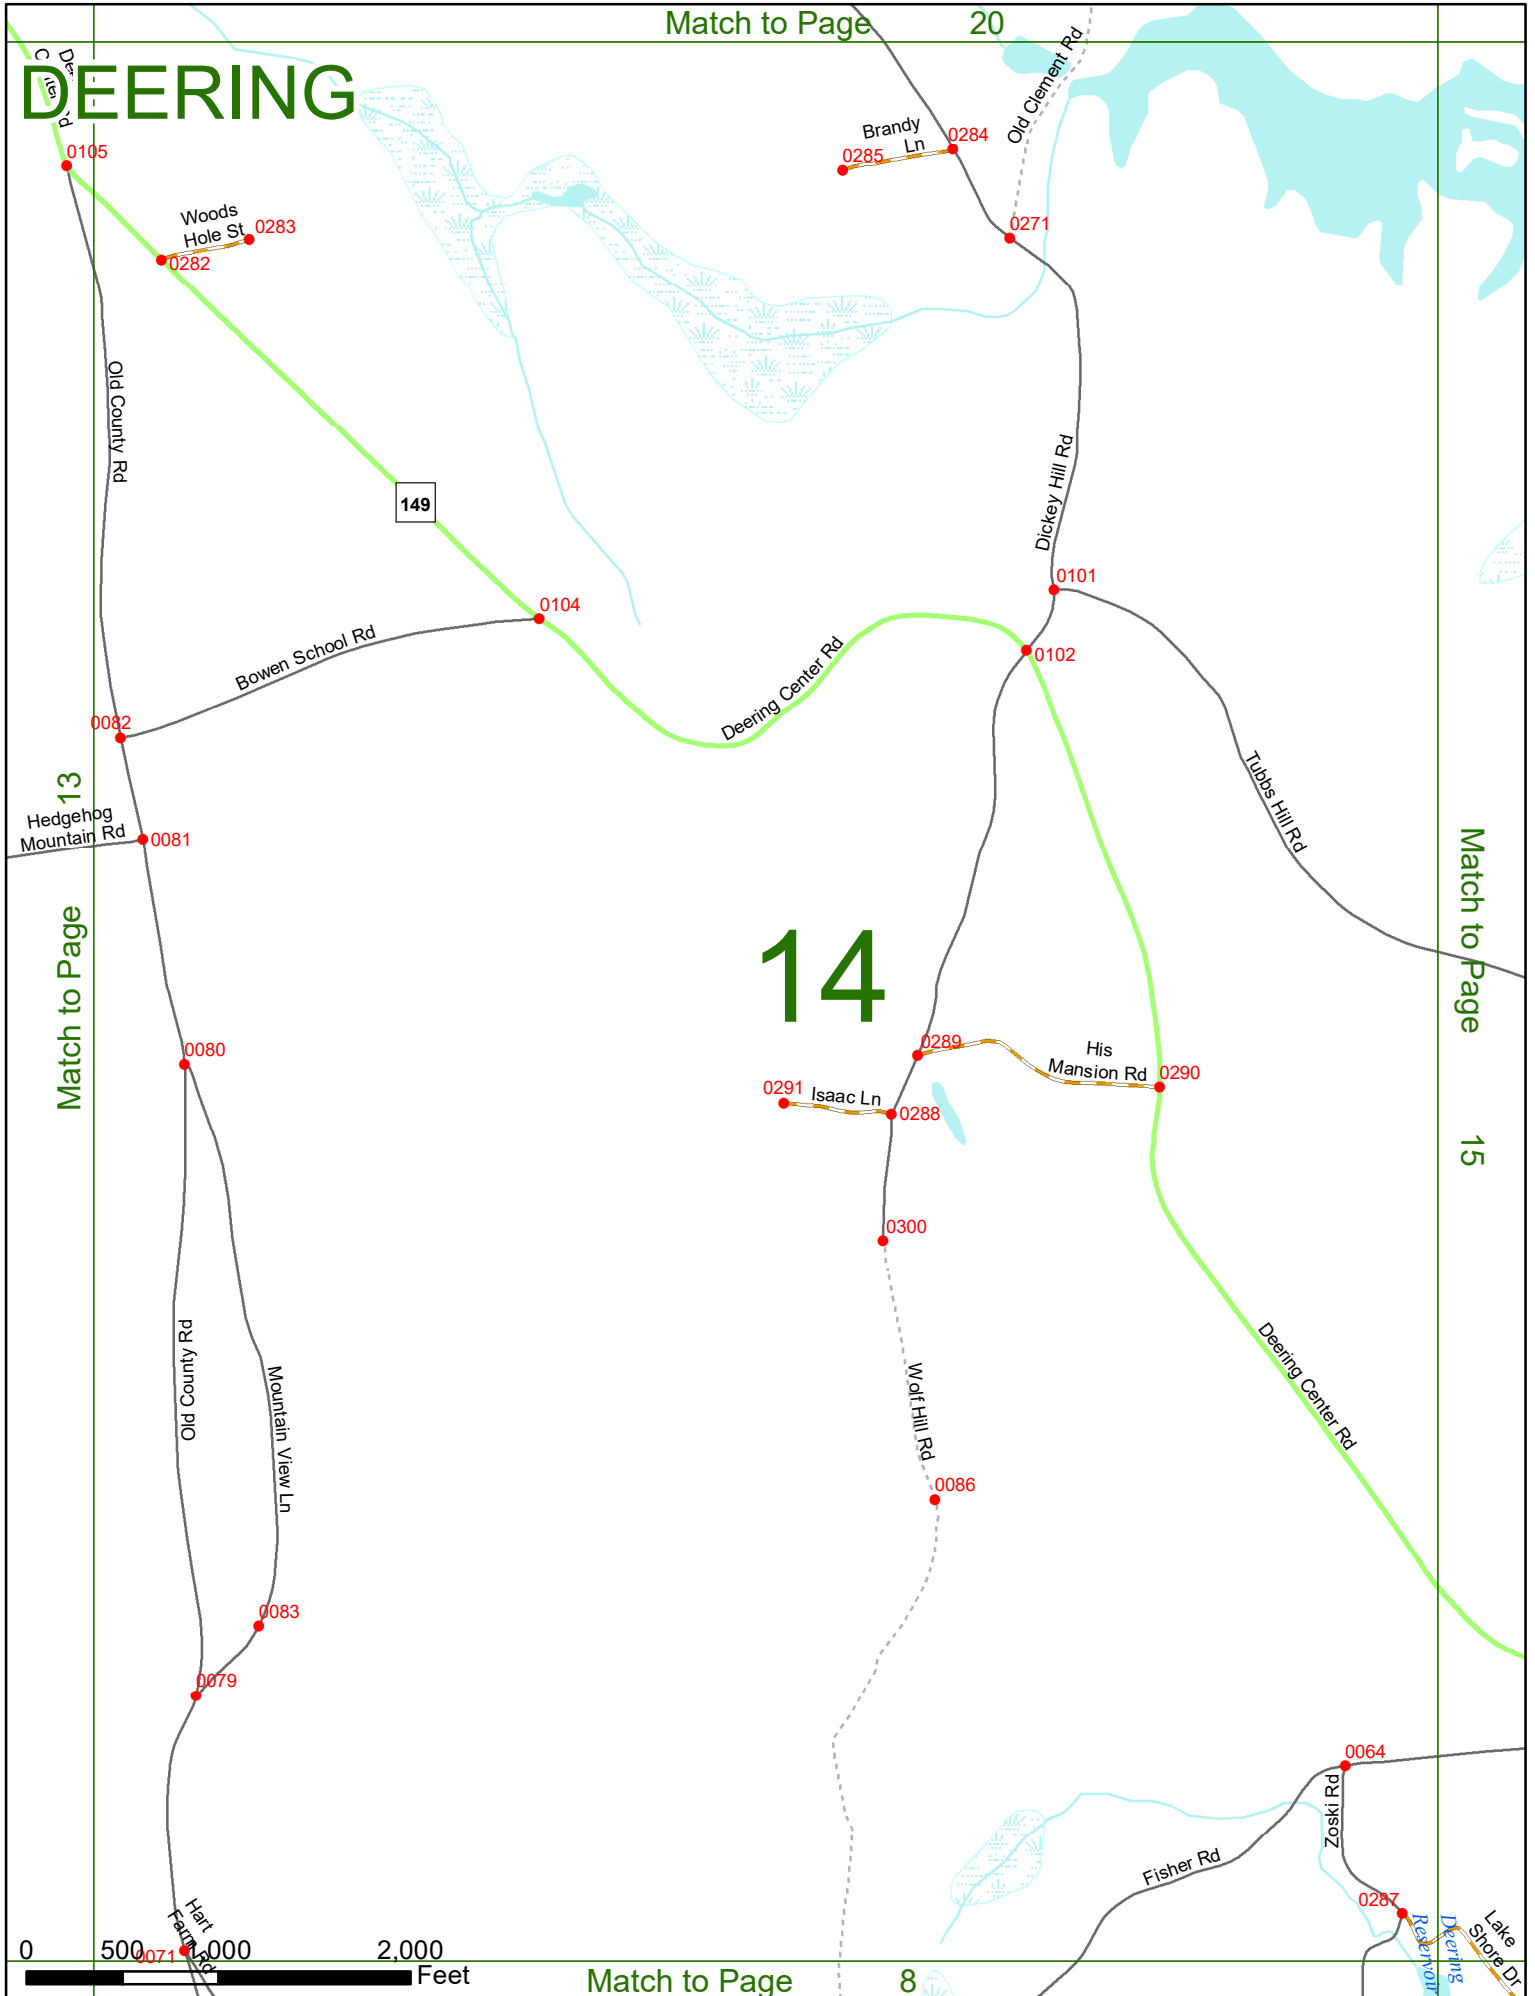 Match to Page 20
DEERING
Deering
Center Rd
Old Clement Rd
Brandy
Ln
0284
0285
0105
Woods
Hole St
0283
0282
0271
Old County Rd
149
Dickey Hill Rd
0101
0104
0102
Bowen School Rd
Deering Center Rd
0082
Tubbs Hill Rd
Match to Page 13
Hedgehog
Mountain Rd
0081
Match to Page 15
14
0080
0289
His
Mansion Rd
0290
0291
Isaac Ln
0288
0300
Old County Rd
Mountain View Ln
Wolf Hill Rd
Deering Center Rd
0086
0083
0079
0064
Zoski Rd
Fisher Rd
0287
Deering
Reservoir
Lake
Shore Dr
Hart
Farm Rd
0071
0 500 1,000 2,000
Feet
Match to Page 8